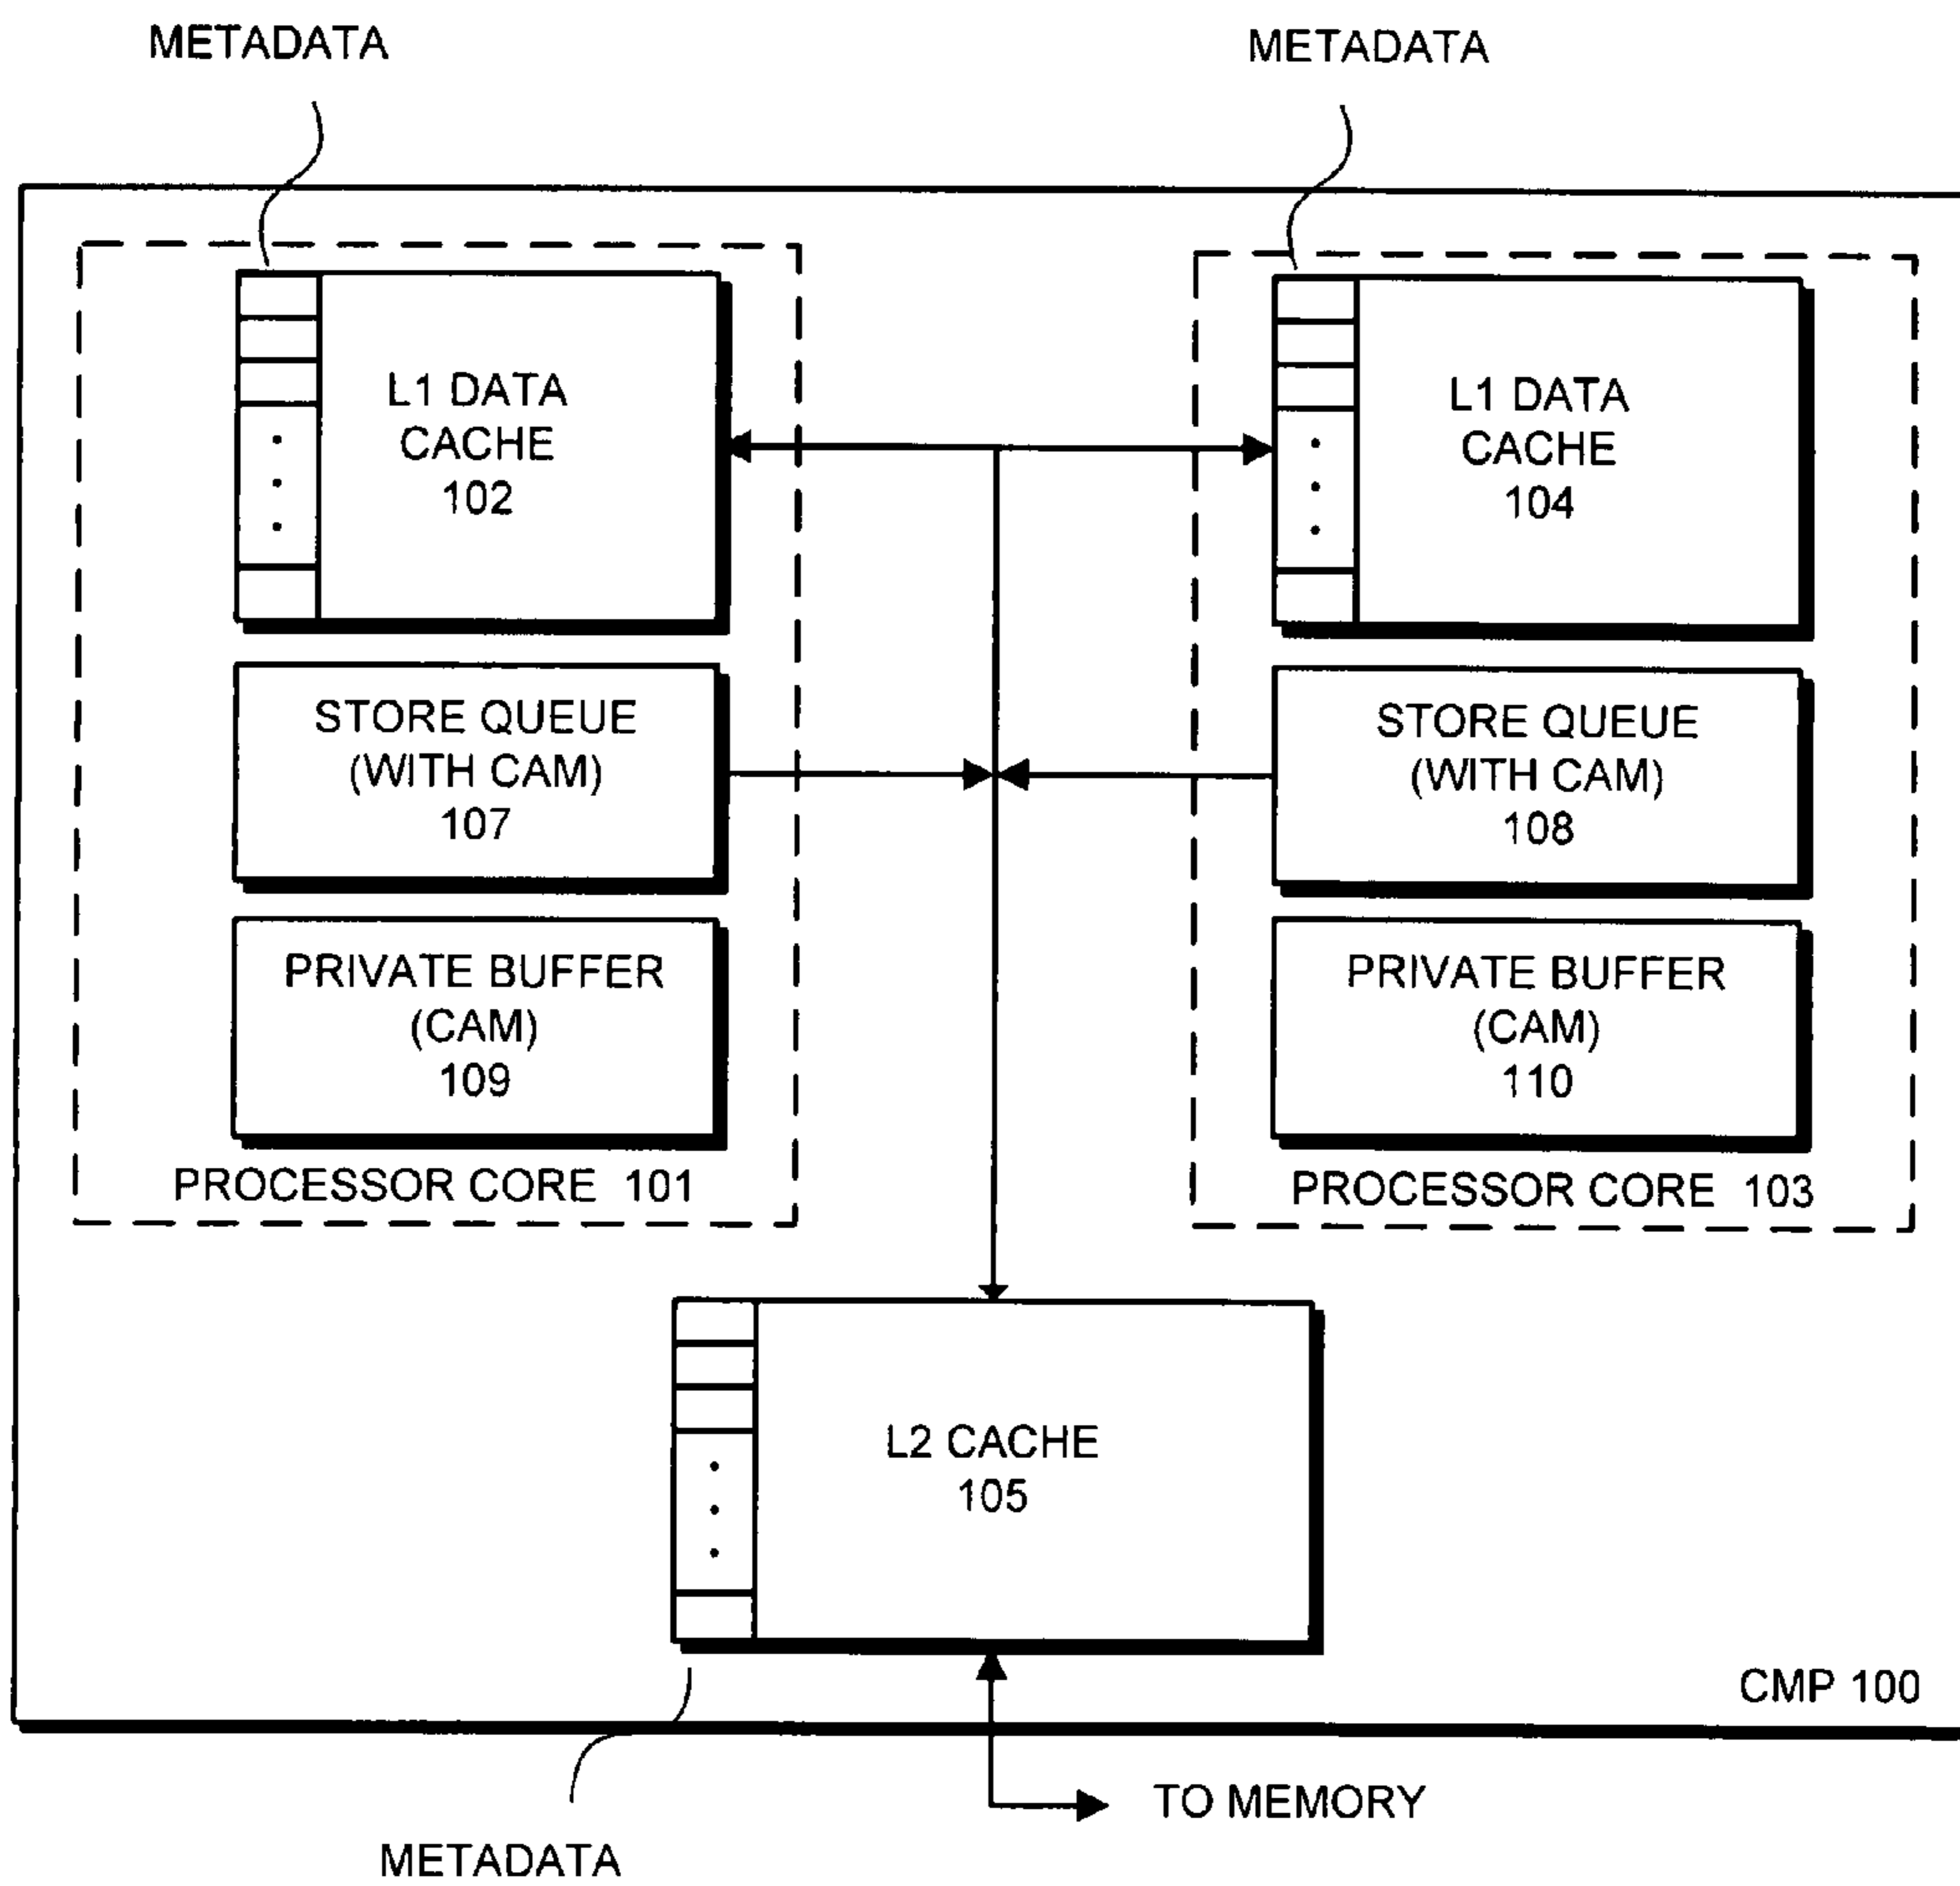 METADATA
METADATA
L1 DATA
CACHE
102
L1 DATA
CACHE
104
STORE QUEUE
(WITH CAM)
107
STORE QUEUE
(WITH CAM)
108
PRIVATE BUFFER
(CAM)
109
PRIVATE BUFFER
(CAM)
110
PROCESSOR CORE 101
PROCESSOR CORE 103
L2 CACHE
105
CMP 100
TO MEMORY
METADATA